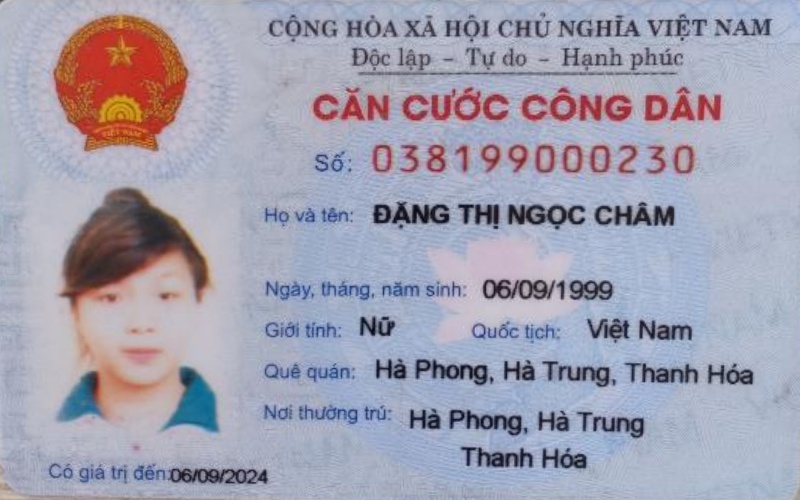 CỘNG HÒA XÃ HỘI CHỦ NGHĨA VIỆT NAM
Độc lập – Tự do – Hạnh phúc
CĂN CƯỚC CÔNG DÂN
Số: 038199000230
Họ và tên: ĐẶNG THỊ NGỌC CHÂM
Ngày, tháng, năm sinh: 06/09/1999
Giới tính: Nữ Quốc tịch: Việt Nam
Quê quán: Hà Phong, Hà Trung, Thanh Hóa
Nơi thường trú: Hà Phong, Hà Trung
Thanh Hóa
Có giá trị đến: 06/09/2024
VIỆT NAM